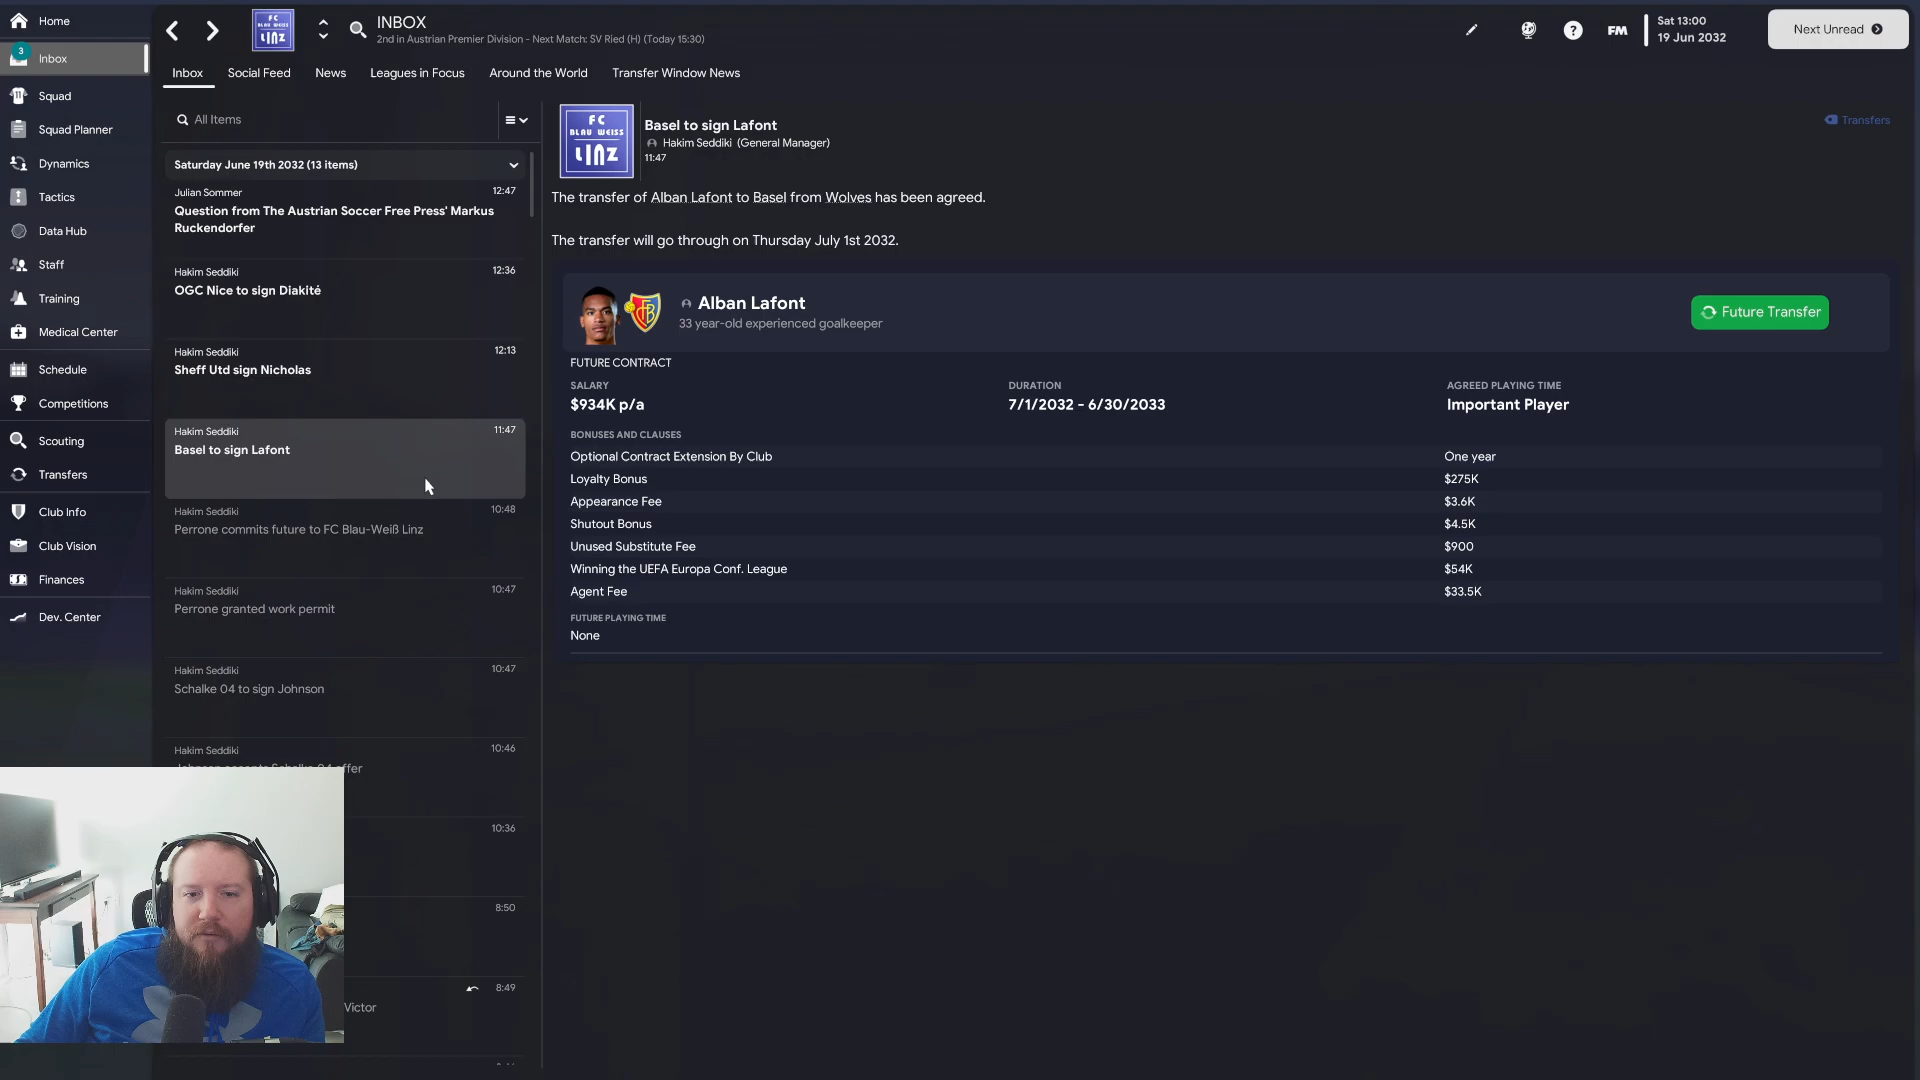 Home
3
Inbox
Squad
Squad Planner
Dynamics
Tactics
Data Hub
Staff
Training
Medical Center
Schedule
Competitions
Scouting
Transfers
Club Info
Club Vision
Finances
Dev. Center
FC
BLAU WEISS
LINZ
INBOX
2nd in Austrian Premier Division - Next Match: SV Ried (H) (Today 15:30)
?
FM
Sat 13:00
19 Jun 2032
Next Unread
Inbox
Social Feed
News
Leagues in Focus
Around the World
Transfer Window News
All Items
Saturday June 19th 2032 (13 items)
Julian Sommer
12:47
Question from The Austrian Soccer Free Press' Markus
Ruckendorfer
Hakim Seddiki
12:36
OGC Nice to sign Diakité
Hakim Seddiki
12:13
Sheff Utd sign Nicholas
Hakim Seddiki
11:47
Basel to sign Lafont
Hakim Seddiki
10:48
Perrone commits future to FC Blau-Weiß Linz
Hakim Seddiki
10:47
Perrone granted work permit
Hakim Seddiki
10:47
Schalke 04 to sign Johnson
Hakim Seddiki
10:46
10:36
8:50
8:49
Victor
FC
BLAU WEISS
LINZ
Basel to sign Lafont
Hakim Seddiki (General Manager)
11:47
Transfers
The transfer of Alban Lafont to Basel from Wolves has been agreed.
The transfer will go through on Thursday July 1st 2032.
Alban Lafont
33 year-old experienced goalkeeper
Future Transfer
FUTURE CONTRACT
SALARY
$934K p/a
DURATION
7/1/2032 - 6/30/2033
AGREED PLAYING TIME
Important Player
BONUSES AND CLAUSES
Optional Contract Extension By Club One year
Loyalty Bonus $275K
Appearance Fee $3.6K
Shutout Bonus $4.5K
Unused Substitute Fee $900
Winning the UEFA Europa Conf. League $54K
Agent Fee $33.5K
FUTURE PLAYING TIME
None